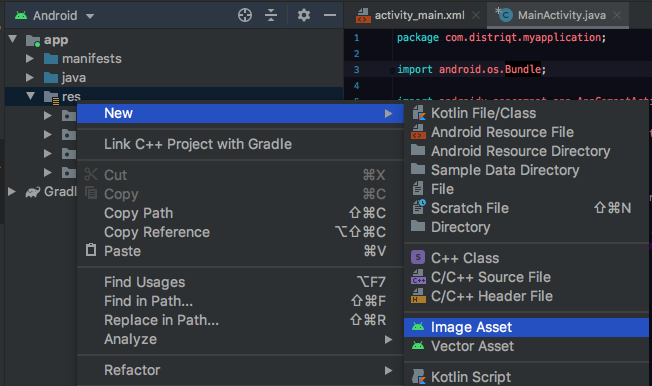 Android
activity_main.xml
MainActivity.java
app
manifests
java
res
Gradl
1
package com.distriqt.myapplication;
2
3
import android.os.Bundle;
4
New
Link C++ Project with Gradle
Cut ⌘X
Copy ⌘C
Copy Path ⇧⌘C
Copy Reference ⌥⇧⌘C
Paste ⌘V
Find Usages ⌥F7
Find in Path... ⇧⌘F
Replace in Path... ⇧⌘R
Analyze
Refactor
Kotlin File/Class
Android Resource File
Android Resource Directory
Sample Data Directory
File
Scratch File ⇧⌘N
Directory
S C++ Class
C++ C/C++ Source File
H C/C++ Header File
Image Asset
Vector Asset
Kotlin Script